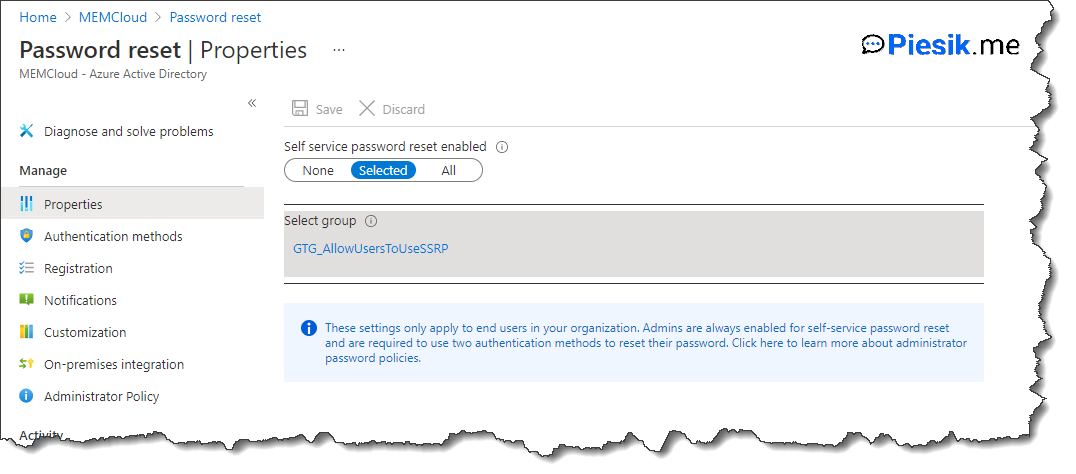 Home > MEMCloud > Password reset
Password reset | Properties ...
Piesik.me
MEMCloud - Azure Active Directory
«
Diagnose and solve problems
Manage
Properties
Authentication methods
Registration
Notifications
Customization
On-premises integration
Administrator Policy
Activity
Save Discard
Self service password reset enabled
None Selected All
Select group
GTG_AllowUsersToUseSSRP
These settings only apply to end users in your organization. Admins are always enabled for self-service password reset
and are required to use two authentication methods to reset their password. Click here to learn more about administrator
password policies.